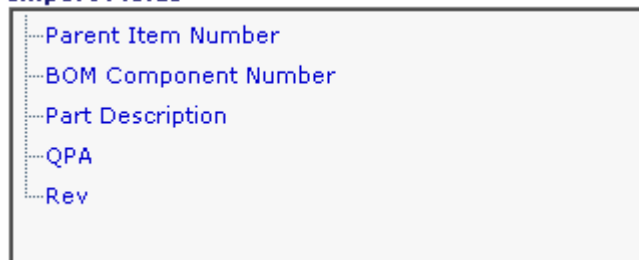 Parent Item Number
BOM Component Number
Part Description
QPA
Rev